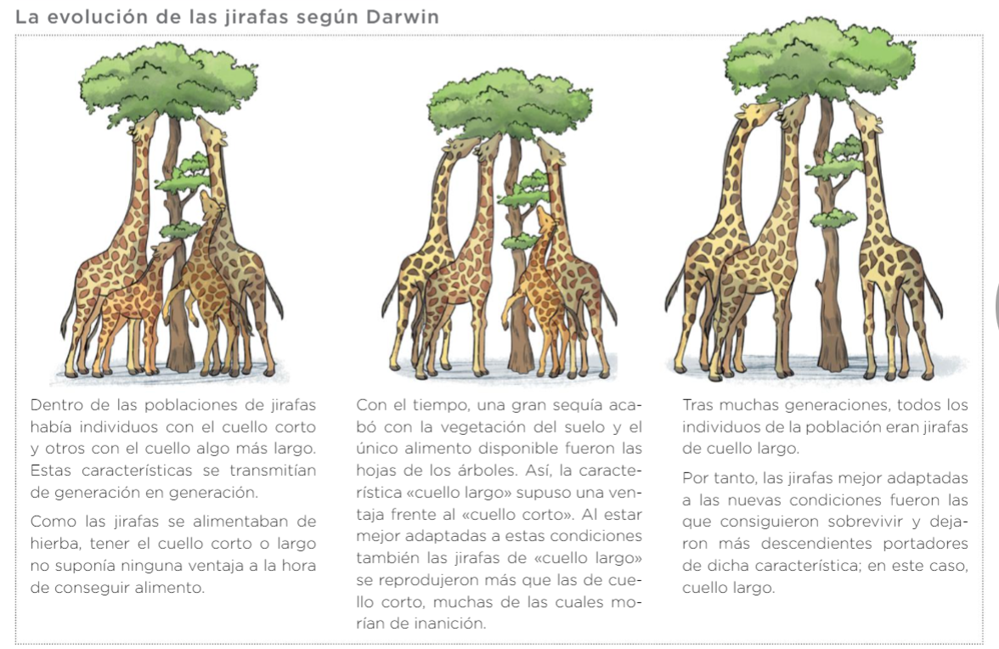 La evolución de las jirafas según Darwin
Dentro de las poblaciones de jirafas
había individuos con el cuello corto
y otros con el cuello algo más largo.
Estas características se transmitían
de generación en generación.
Como las jirafas se alimentaban de
hierba, tener el cuello corto o largo
no suponía ninguna ventaja a la hora
de conseguir alimento.
Con el tiempo, una gran sequía aca-
bó con la vegetación del suelo y el
único alimento disponible fueron las
hojas de los árboles. Así, la caracte-
rística «cuello largo» supuso una ven-
taja frente al «cuello corto». Al estar
mejor adaptadas a estas condiciones
también las jirafas de «cuello largo»
se reprodujeron más que las de cue-
llo corto, muchas de las cuales mo-
rían de inanición.
Tras muchas generaciones, todos los
individuos de la población eran jirafas
de cuello largo.
Por tanto, las jirafas mejor adaptadas
a las nuevas condiciones fueron las
que consiguieron sobrevivir y deja-
ron más descendientes portadores
de dicha característica; en este caso,
cuello largo.